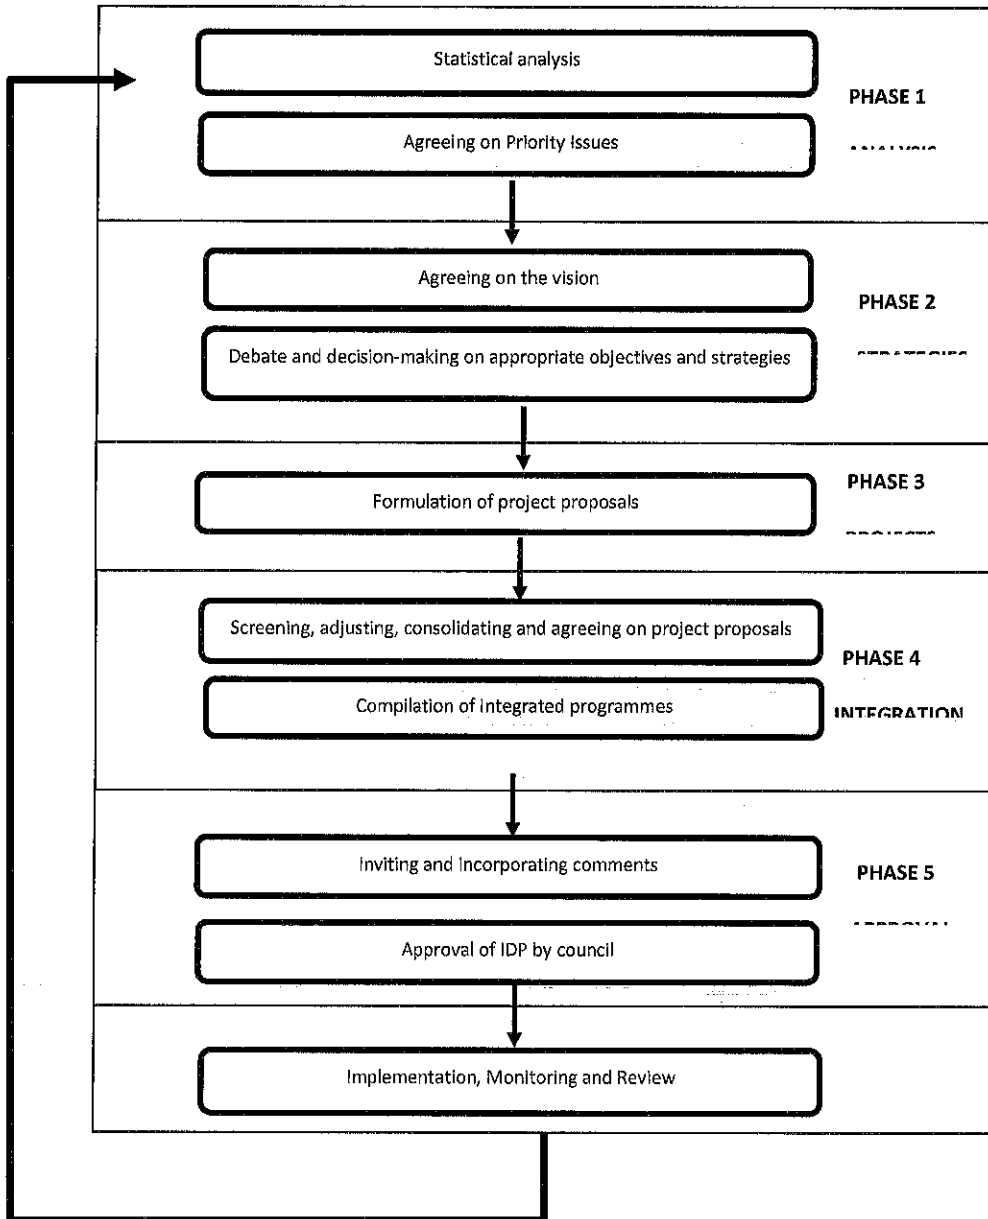 Statistical analysis
PHASE 1
Agreeing on Priority Issues
Agreeing on the vision
PHASE 2
Debate and decision-making on appropriate objectives and strategies
PHASE 3
Formulation of project proposals
Screening, adjusting, consolidating and agreeing on project proposals
PHASE 4
Compilation of integrated programmes
INTEGRATION
Inviting and incorporating comments
PHASE 5
Approval of IDP by council
Implementation, Monitoring and Review